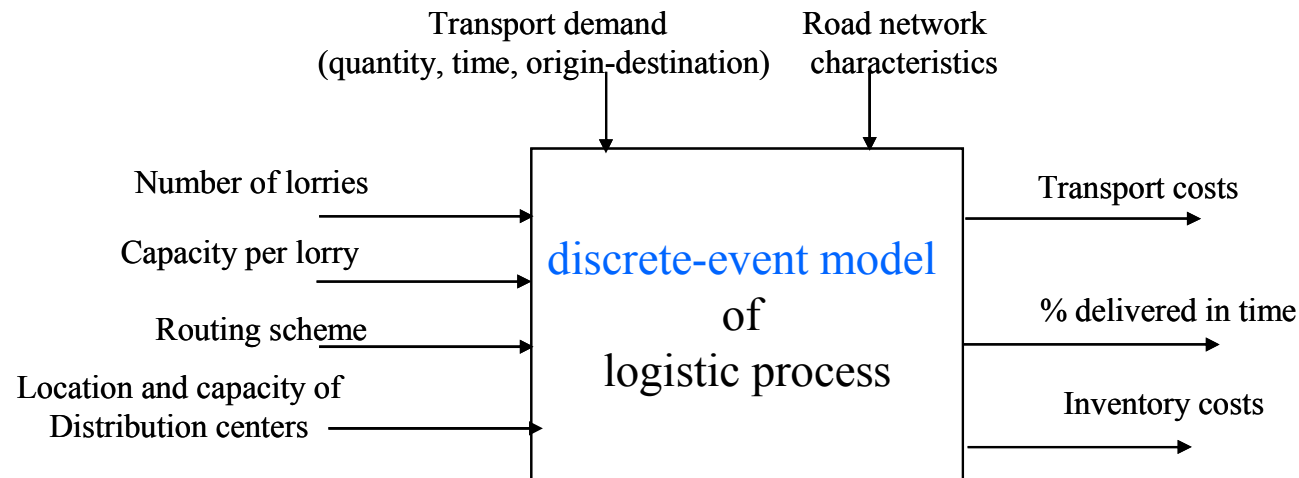 Transport demand
(quantity, time, origin-destination)
Road network
characteristics
Number of lorries
Capacity per lorry
Routing scheme
Location and capacity of
Distribution centers
discrete-event model
of
logistic process
Transport costs
% delivered in time
Inventory costs